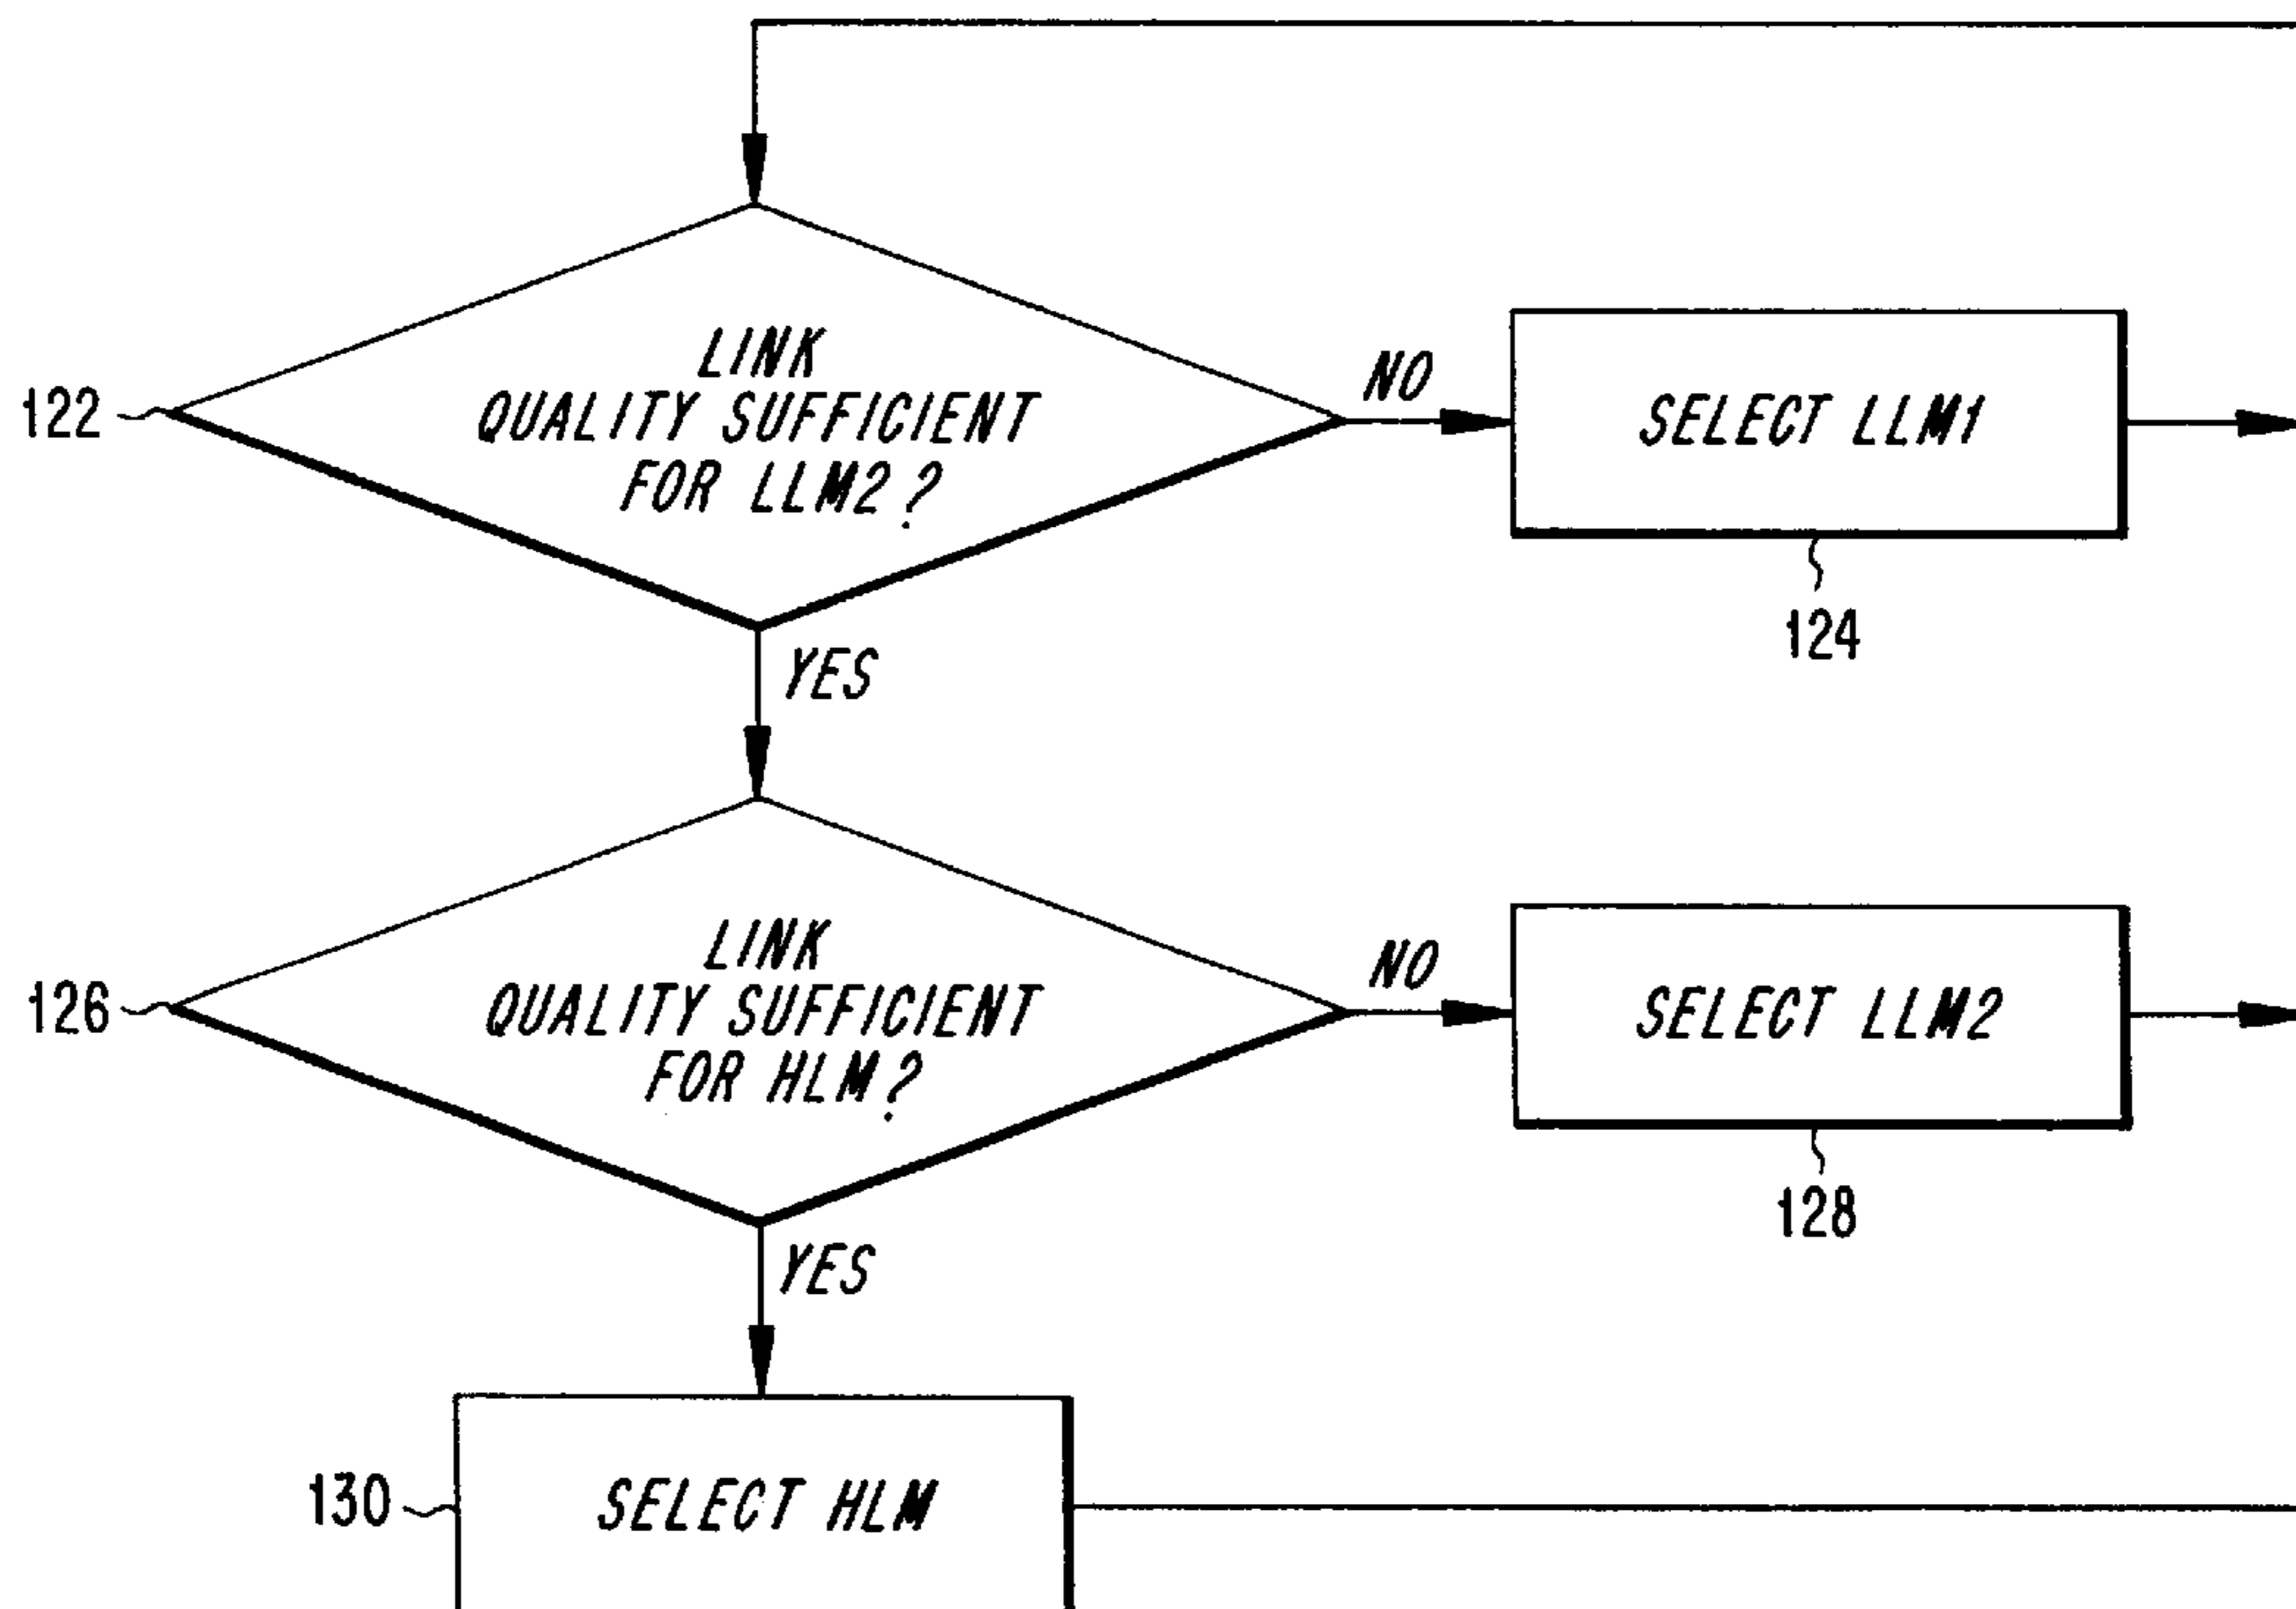 LINK
QUALITY SUFFICIENT
FOR LLM2?
122
NO
SELECT LLM1
124
YES
LINK
QUALITY SUFFICIENT
FOR HLM?
126
NO
SELECT LLM2
128
YES
130
SELECT HLM